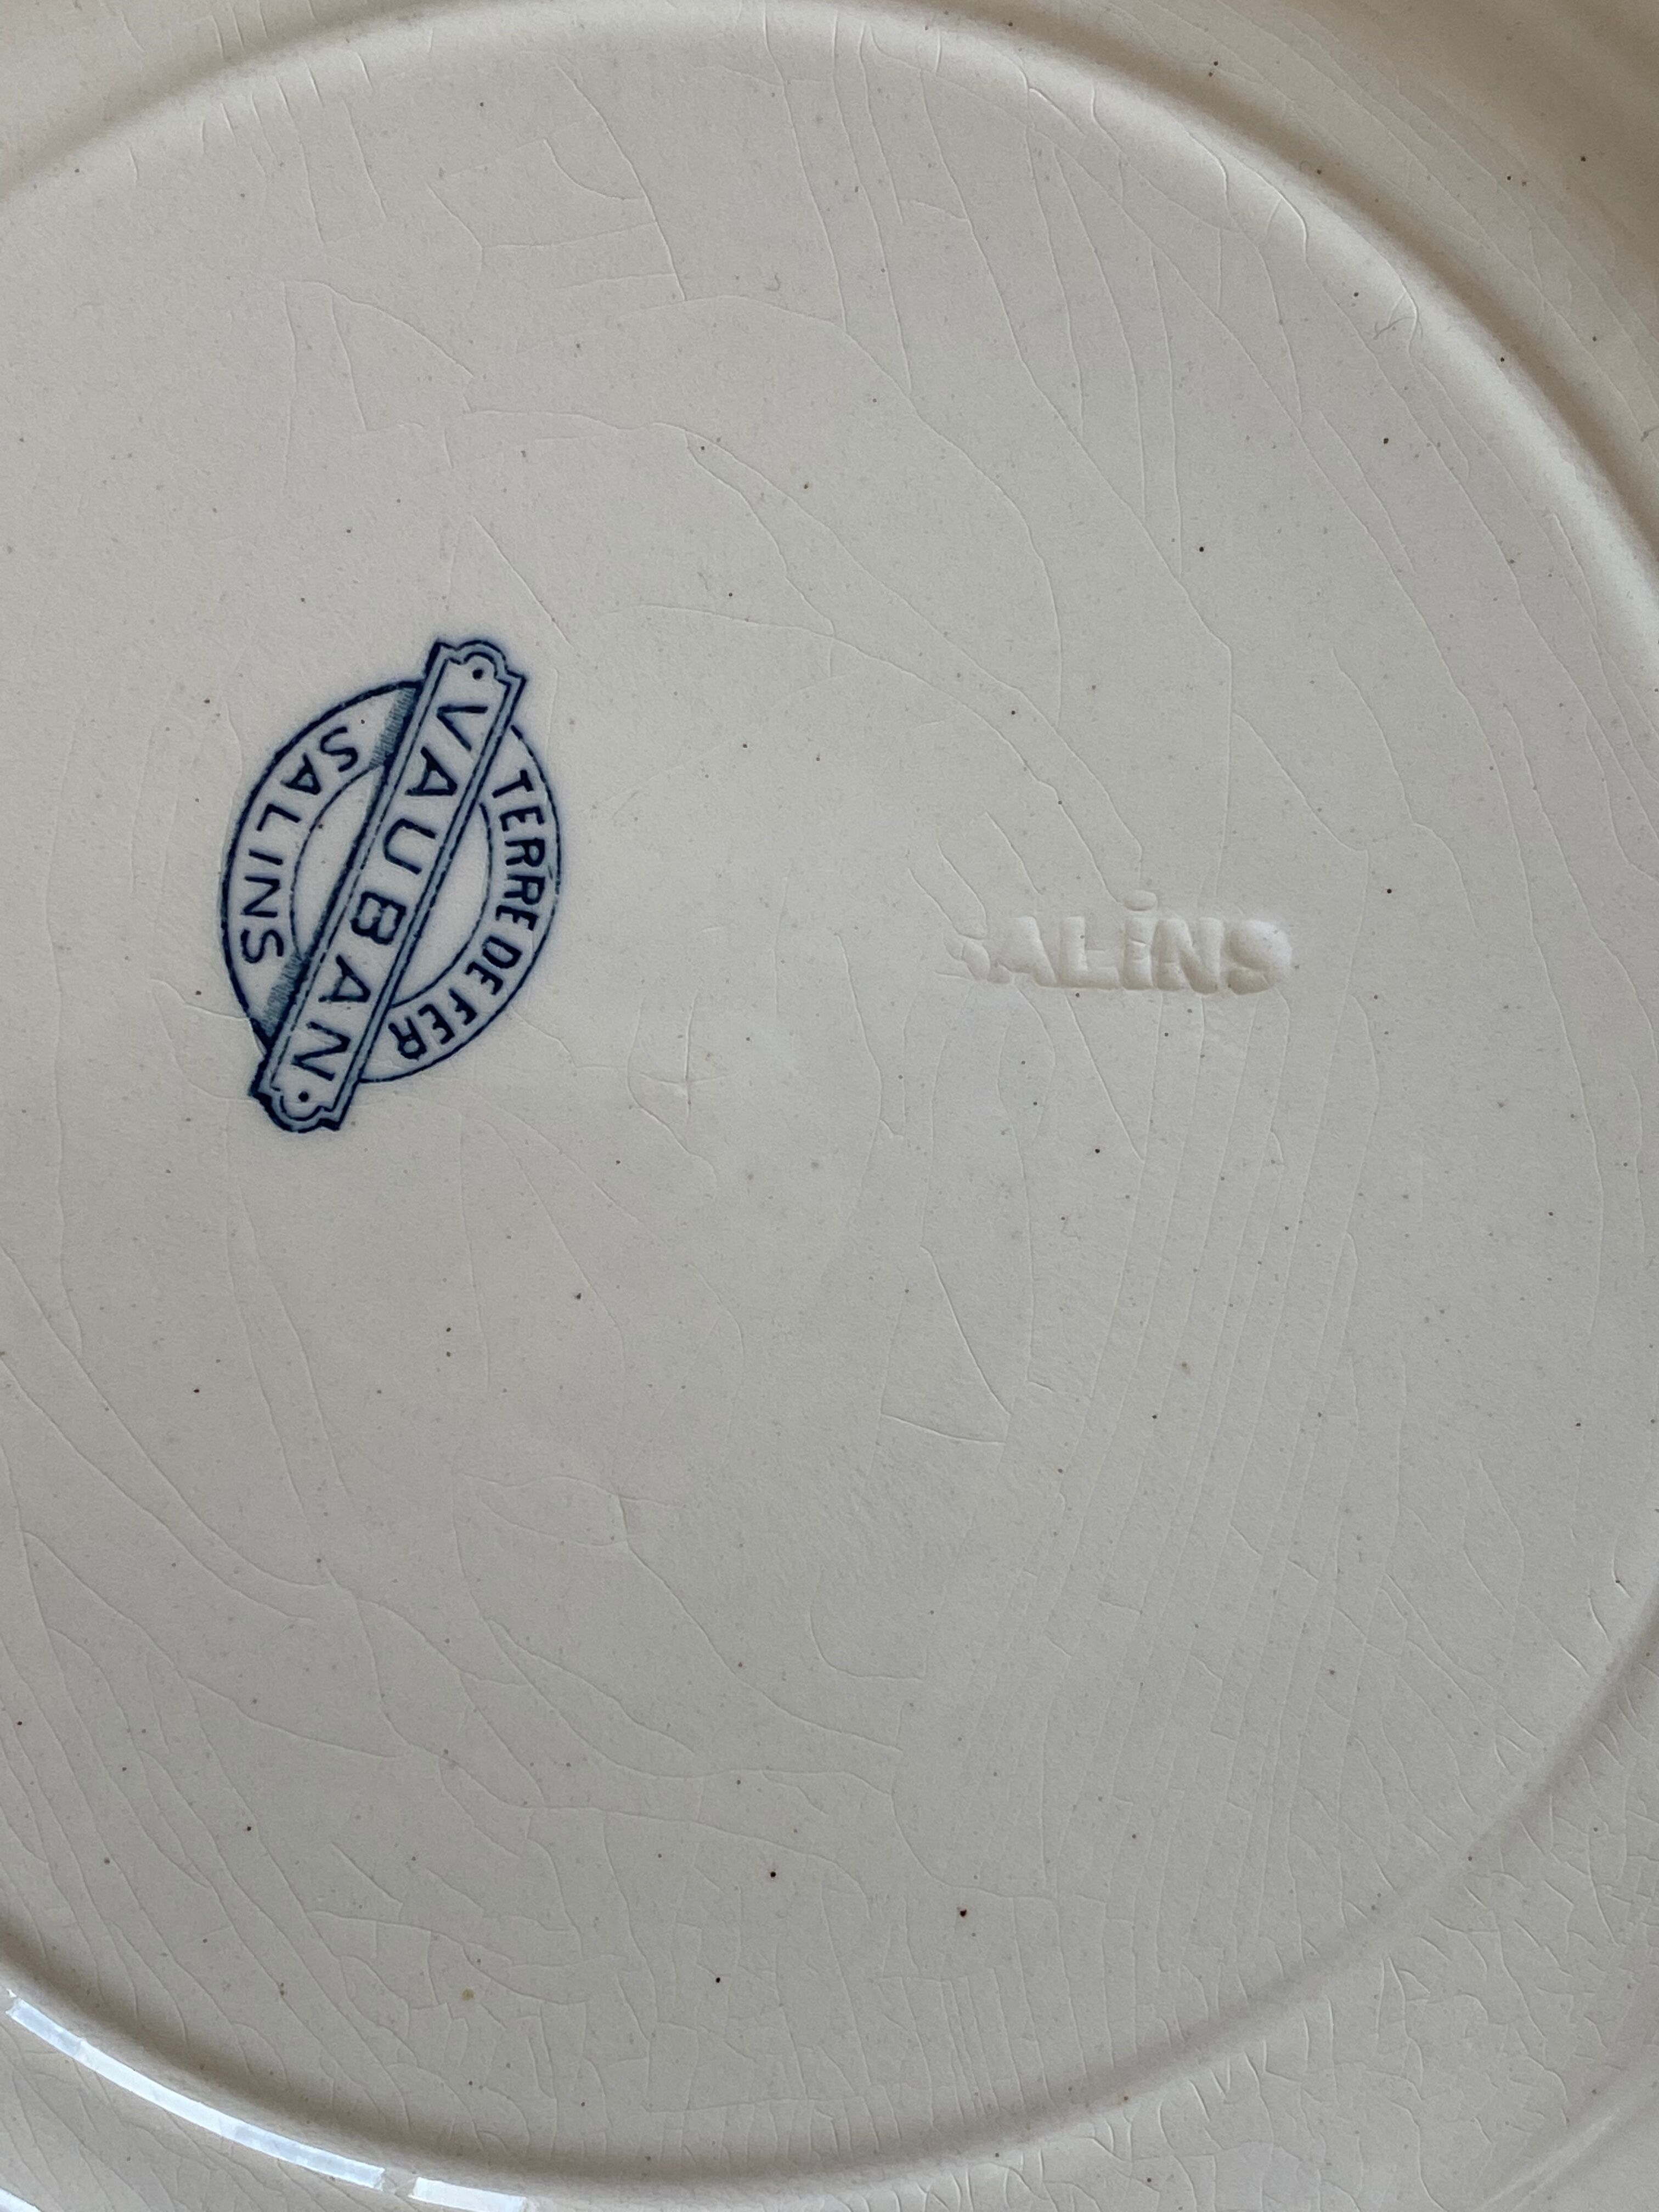 TERRE DE FER
VAUBAN
SALINS
SALINS